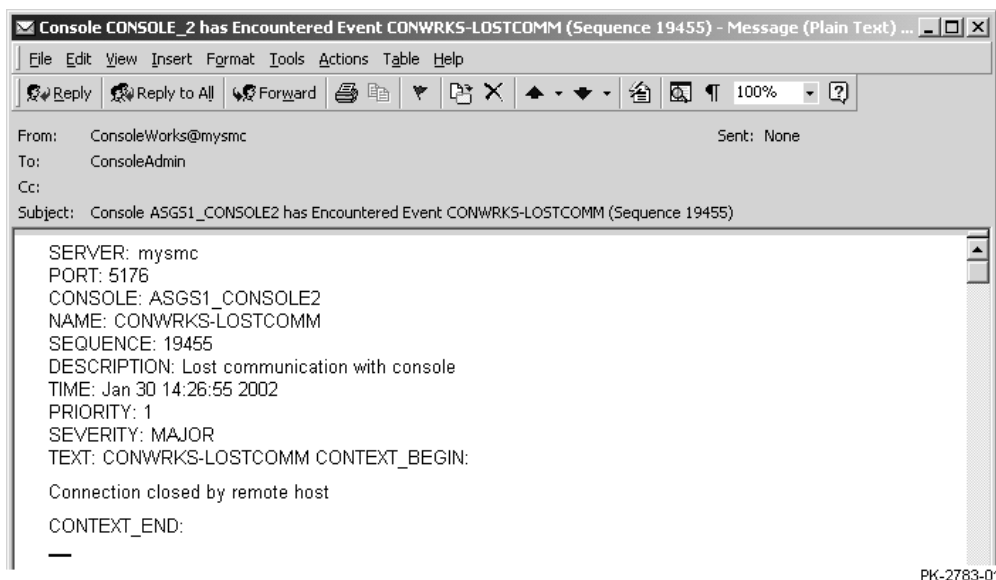 Console CONSOLE_2 has Encountered Event CONWRKS-LOSTCOMM (Sequence 19455) - Message (Plain Text) ...
File Edit View Insert Format Tools Actions Table Help
Reply Reply to All Forward 100%
From: ConsoleWorks@mysmc Sent: None
To: ConsoleAdmin
Cc:
Subject: Console ASGS1_CONSOLE2 has Encountered Event CONWRKS-LOSTCOMM (Sequence 19455)
SERVER: mysmc
PORT: 5176
CONSOLE: ASGS1_CONSOLE2
NAME: CONWRKS-LOSTCOMM
SEQUENCE: 19455
DESCRIPTION: Lost communication with console
TIME: Jan 30 14:26:55 2002
PRIORITY: 1
SEVERITY: MAJOR
TEXT: CONWRKS-LOSTCOMM CONTEXT_BEGIN:
Connection closed by remote host
CONTEXT_END:
PK-2783-01